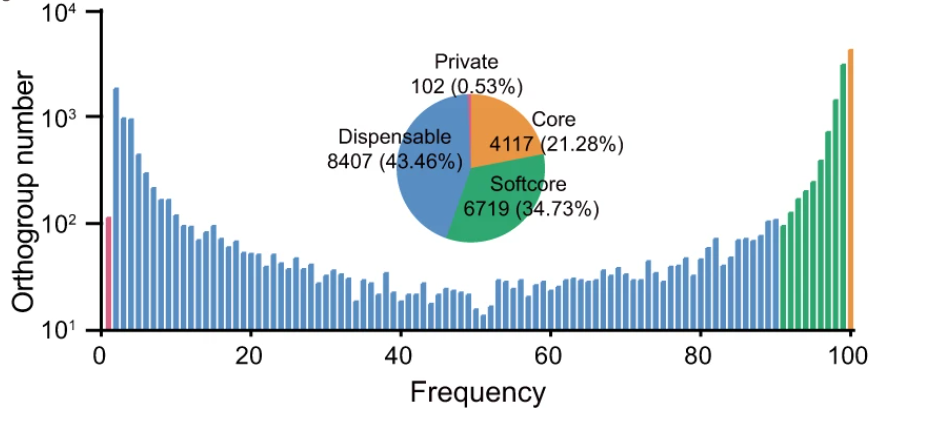 10⁴
10³
10²
10¹
Orthogroup number
0
20
40
60
80
100
Frequency
Private
102 (0.53%)
Core
4117 (21.28%)
Dispensable
8407 (43.46%)
Softcore
6719 (34.73%)